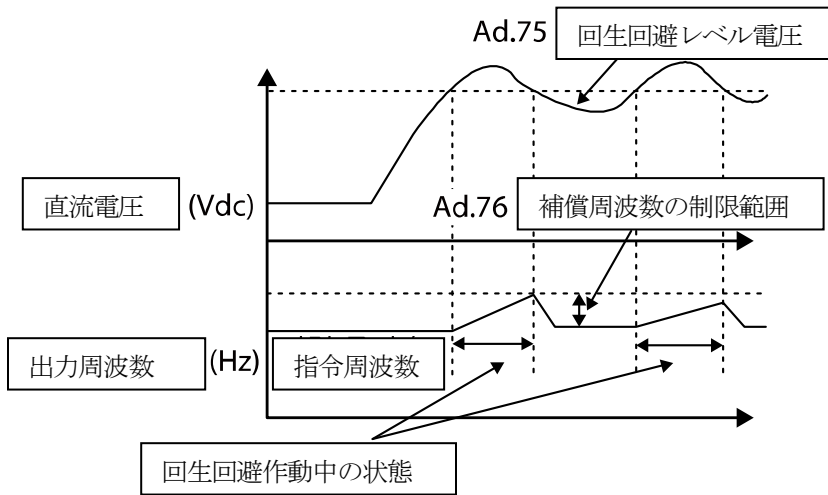 Ad.75 回生回避レベル電圧
直流電圧 (Vdc)
Ad.76 補償周波数の制限範囲
出力周波数 (Hz) 指令周波数
回生回避作動中の状態